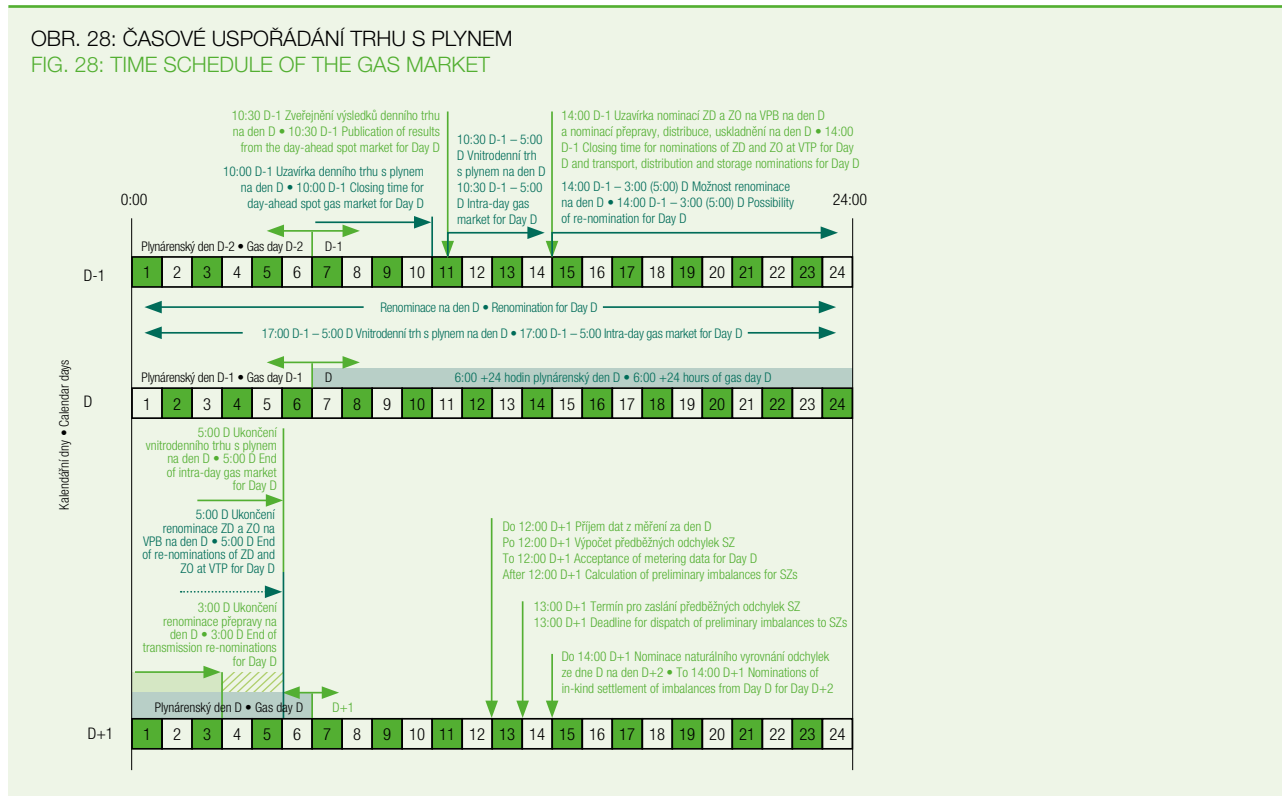 OBR. 28: ČASOVÉ USPOŘÁDÁNÍ TRHU S PLYNEM
FIG. 28: TIME SCHEDULE OF THE GAS MARKET
10:30 D-1 Zveřejnění výsledků denního trhu
na den D • 10:30 D-1 Publication of results
from the day-ahead spot market for Day D
10:00 D-1 Uzavírka denního trhu s plynem
na den D • 10:00 D-1 Closing time for
day-ahead spot gas market for Day D
10:30 D-1 – 5:00
D Vnitrodenní trh
s plynem na den D
10:30 D-1 – 5:00
D Intra-day gas
market for Day D
14:00 D-1 Uzavírka nominací ZD a ZO na VPB na den D
a nominací přepravy, distribuce, uskladnění na den D • 14:00
D-1 Closing time for nominations of ZD and ZO at VTP for Day
D and transport, distribution and storage nominations for Day D
14:00 D-1 – 3:00 (5:00) D Možnost renominace
na den D • 14:00 D-1 – 3:00 (5:00) D Possibility
of re-nomination for Day D
0:00
24:00
Plynárenský den D-2 • Gas day D-2
D-1
D-1
1 2 3 4 5 6 7 8 9 10 11 12 13 14 15 16 17 18 19 20 21 22 23 24
Renominace na den D • Renomination for Day D
17:00 D-1 – 5:00 D Vnitrodenní trh s plynem na den D • 17:00 D-1 – 5:00 Intra-day gas market for Day D
Kalendářní dny • Calendar days
Plynárenský den D-1 • Gas day D-1
D
6:00 +24 hodin plynárenský den D • 6:00 +24 hours of gas day D
D
1 2 3 4 5 6 7 8 9 10 11 12 13 14 15 16 17 18 19 20 21 22 23 24
5:00 D Ukončení
vnitrodenního trhu s plynem
na den D • 5:00 D End
of intra-day gas market
for Day D
5:00 D Ukončení
renominace ZD a ZO na
VPB na den D • 5:00 D End
of re-nominations of ZD and
ZO at VTP for Day D
3:00 D Ukončení
renominace přepravy na
den D • 3:00 D End of
transmission re-nominations
for Day D
Do 12:00 D+1 Příjem dat z měření za den D
Po 12:00 D+1 Výpočet předběžných odchylek SZ
To 12:00 D+1 Acceptance of metering data for Day D
After 12:00 D+1 Calculation of preliminary imbalances for SZs
13:00 D+1 Termín pro zaslání předběžných odchylek SZ
13:00 D+1 Deadline for dispatch of preliminary imbalances to SZs
Do 14:00 D+1 Nominace naturálního vyrovnání odchylek
ze dne D na den D+2 • To 14:00 D+1 Nominations of
in-kind settlement of imbalances from Day D for Day D+2
Plynárenský den D • Gas day D
D+1
D+1
1 2 3 4 5 6 7 8 9 10 11 12 13 14 15 16 17 18 19 20 21 22 23 24